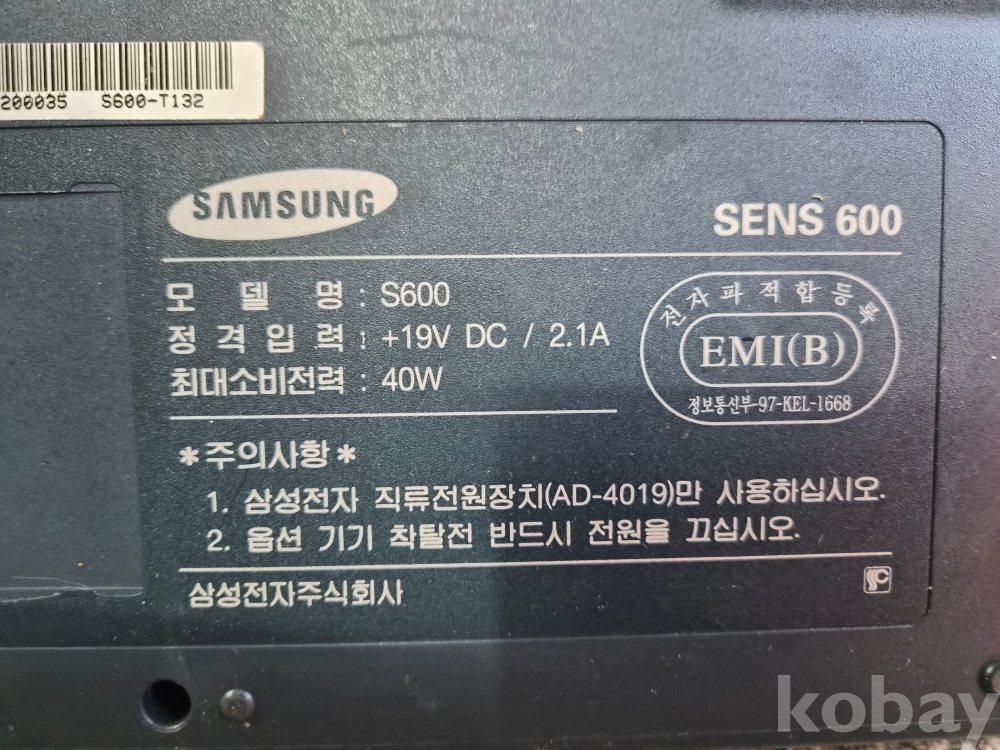 200035 S600-T132
SAMSUNG
SENS 600
모 델 명 : S600
정 격 입 력 : +19V DC / 2.1A
최대소비전력 : 40W
전자파적합등록
EMI(B)
정보통신부-97-KEL-1668
*주의사항*
1. 삼성전자 직류전원장치(AD-4019)만 사용하십시오.
2. 옵션 기기 착탈전 반드시 전원을 끄십시오.
삼성전자주식회사
kobay